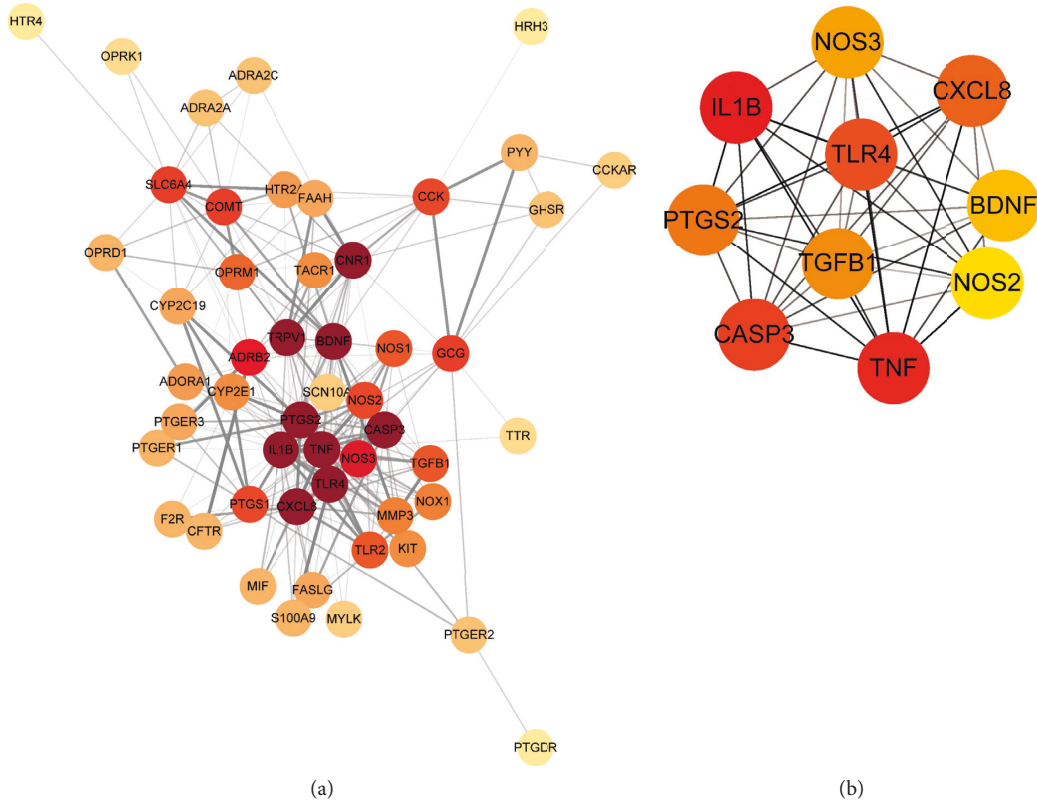 HTR4
HRH3
OPRK1
ADRA2C
ADRA2A
PYY
CCKAR
SLC6A4
COMT
FAAH
CCK
GHSR
OPRD1
OPRM1
TACR1
CNR1
CYP2C19
TRPV1
BDNF
ADRB2
NOS1
GCG
ADORA1
CYP2E1
SCN10A
NOS2
PTGER3
PTGS2
CASP3
PTGER1
IL1B
TNF
NOS3
TGFB1
TTR
TLR4
PTGS1
CXCL8
NOX1
F2R
CFTR
MMP3
TLR2
KIT
MIF
FASLG
S100A9
MYLK
PTGER2
PTGDR
(a)
NOS3
CXCL8
IL1B
TLR4
PTGS2
BDNF
TGFB1
NOS2
CASP3
TNF
(b)